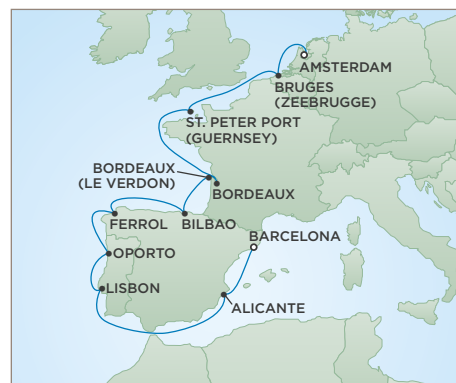 AMSTERDAM
BRUGES
(ZEEBRUGGE)
ST. PETER PORT
(GUERNSEY)
BORDEAUX
(LE VERDON)
BORDEAUX
FERROL
BILBAO
BARCELONA
OPORTO
LISBON
ALICANTE